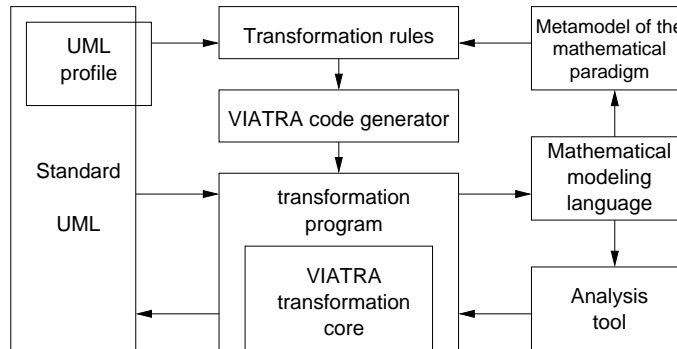 UML
profile
Standard
UML
Transformation rules
VIATRA code generator
transformation
program
VIATRA
transformation
core
Metamodel of the
mathematical
paradigm
Mathematical
modeling
language
Analysis
tool